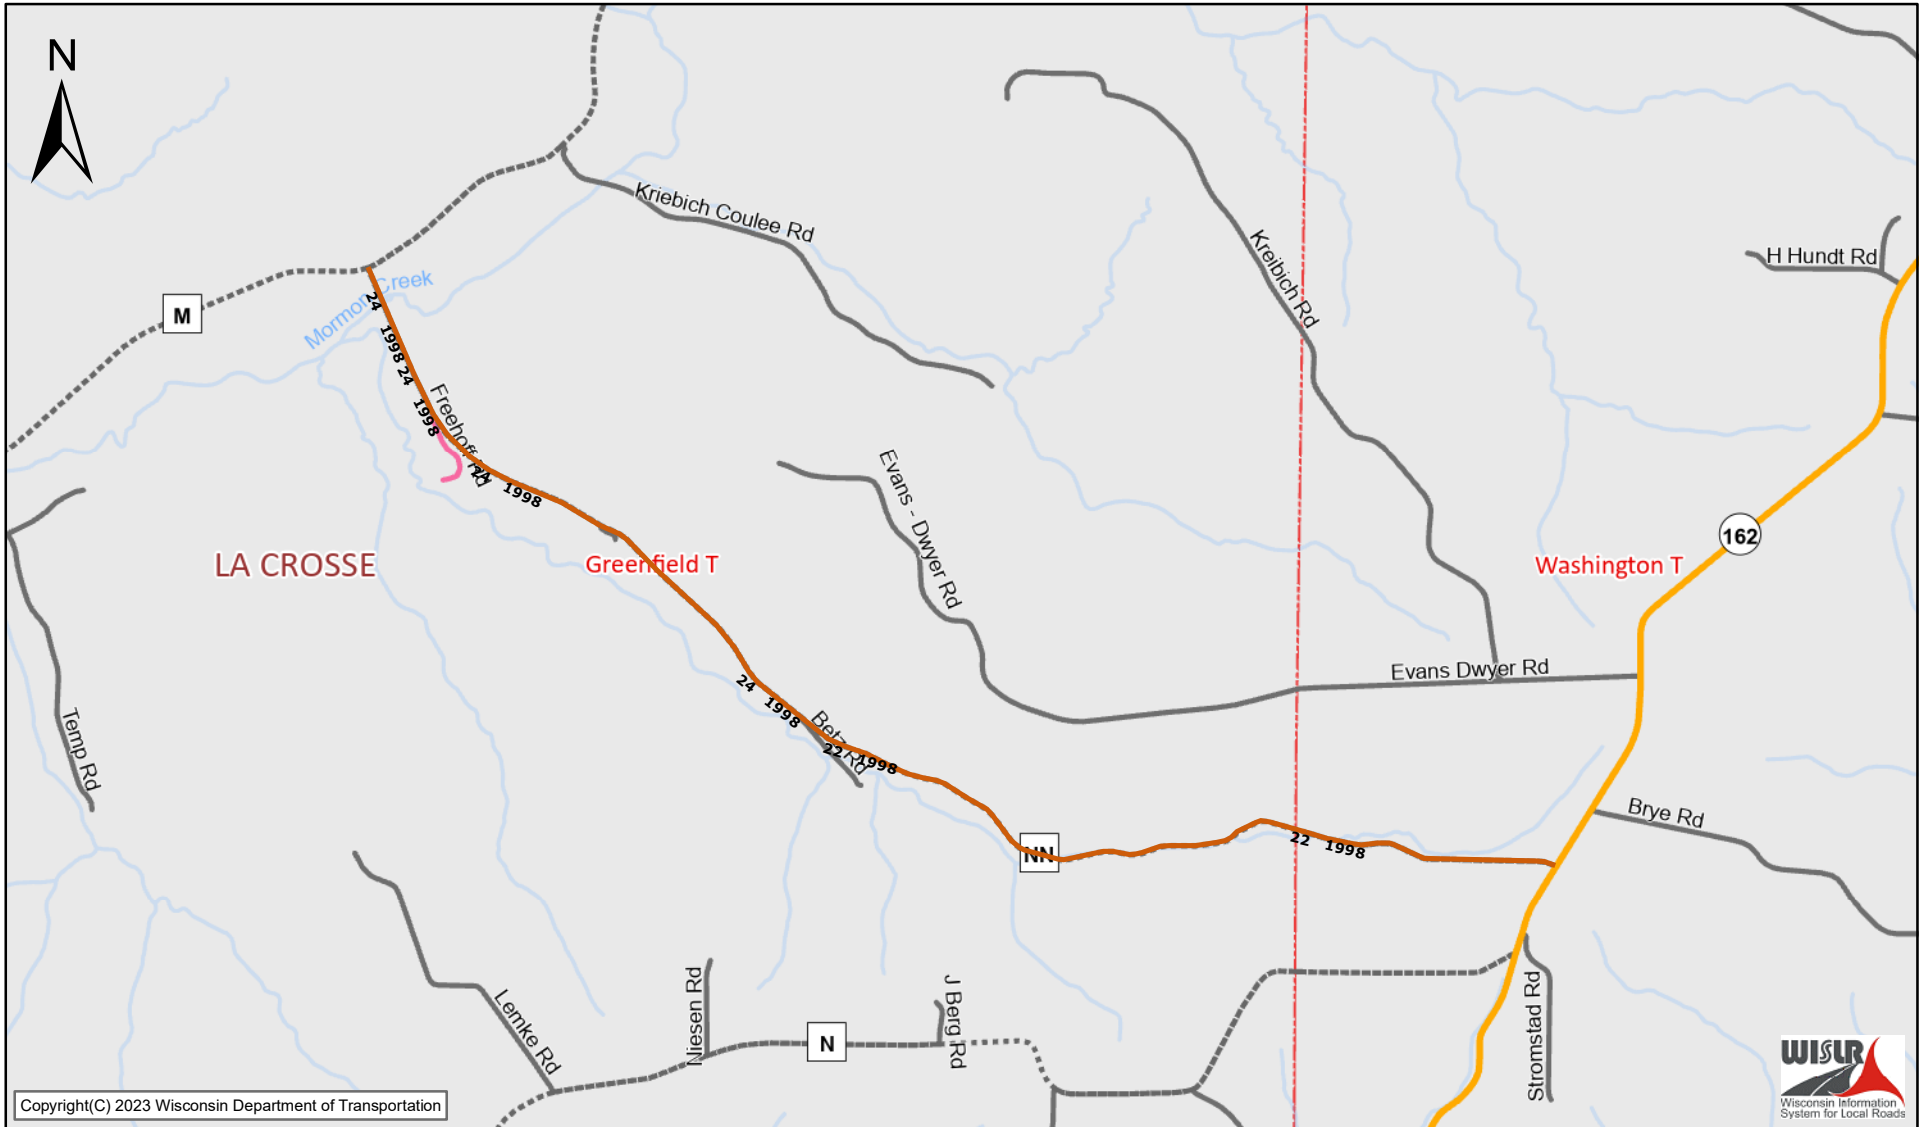 N
Kriebich Coulee Rd
Kreibich Rd
H Hundt Rd
Mormon Creek
M
24
1998
24
1998
Freehoff Rd
24
1998
Evans - Dwyer Rd
162
LA CROSSE
Greenfield T
Washington T
Evans Dwyer Rd
24
1998
Betz Rd
22
1998
Temp Rd
Brye Rd
NN
22
1998
Lemke Rd
Niesen Rd
J Berg Rd
N
Stromstad Rd
WISLR
Wisconsin Information
System for Local Roads
Copyright(C) 2023 Wisconsin Department of Transportation